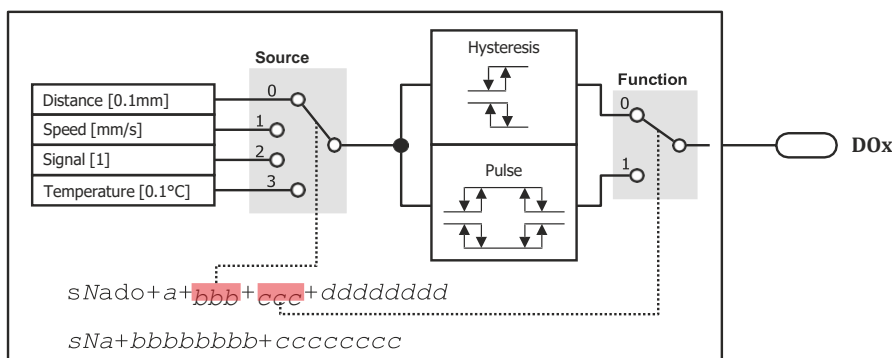 Source
Distance [0.1mm]
Speed [mm/s]
Signal [1]
Temperature [0.1°C]
0
1
2
3
Hysteresis
Pulse
Function
0
1
DOx
sNado+a+bbb+ccc+dddddddd
sNa+bbbbbbbb+cccccccc